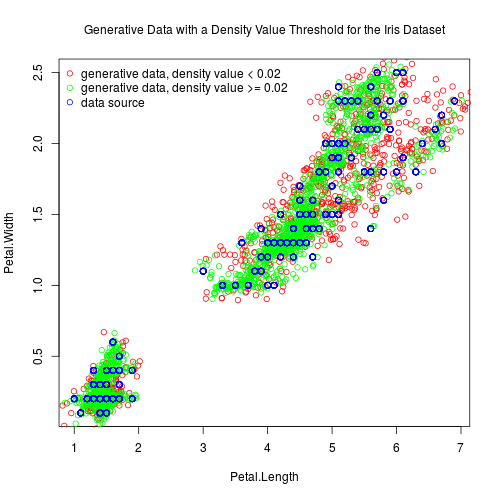 Generative Data with a Density Value Threshold for the Iris Dataset
generative data, density value < 0.02
generative data, density value >= 0.02
data source
Petal.Width
2.5
2.0
1.5
1.0
0.5
1 2 3 4 5 6 7
Petal.Length